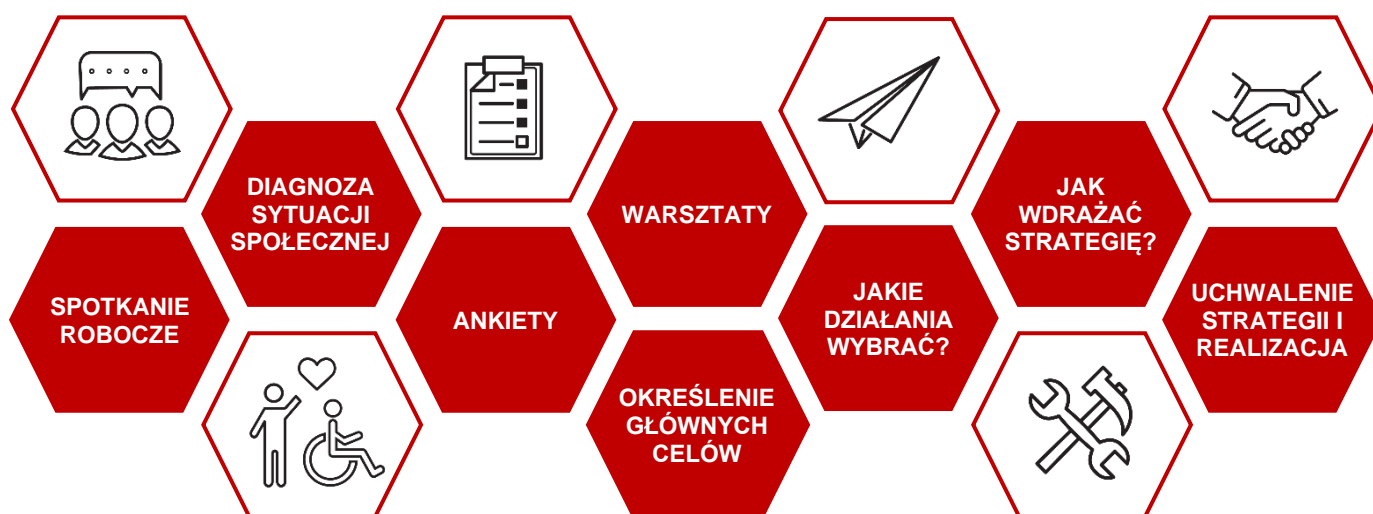 SPOTKANIE
ROBOCZE
DIAGNOZA
SYTUACJI
SPOŁECZNEJ
ANKIETY
WARSZTATY
OKREŚLENIE
GŁÓWNYCH
CELÓW
JAKIE
DZIAŁANIA
WYBRAĆ?
JAK
WDRAŻAĆ
STRATEGIĘ?
UCHWALENIE
STRATEGII I
REALIZACJA